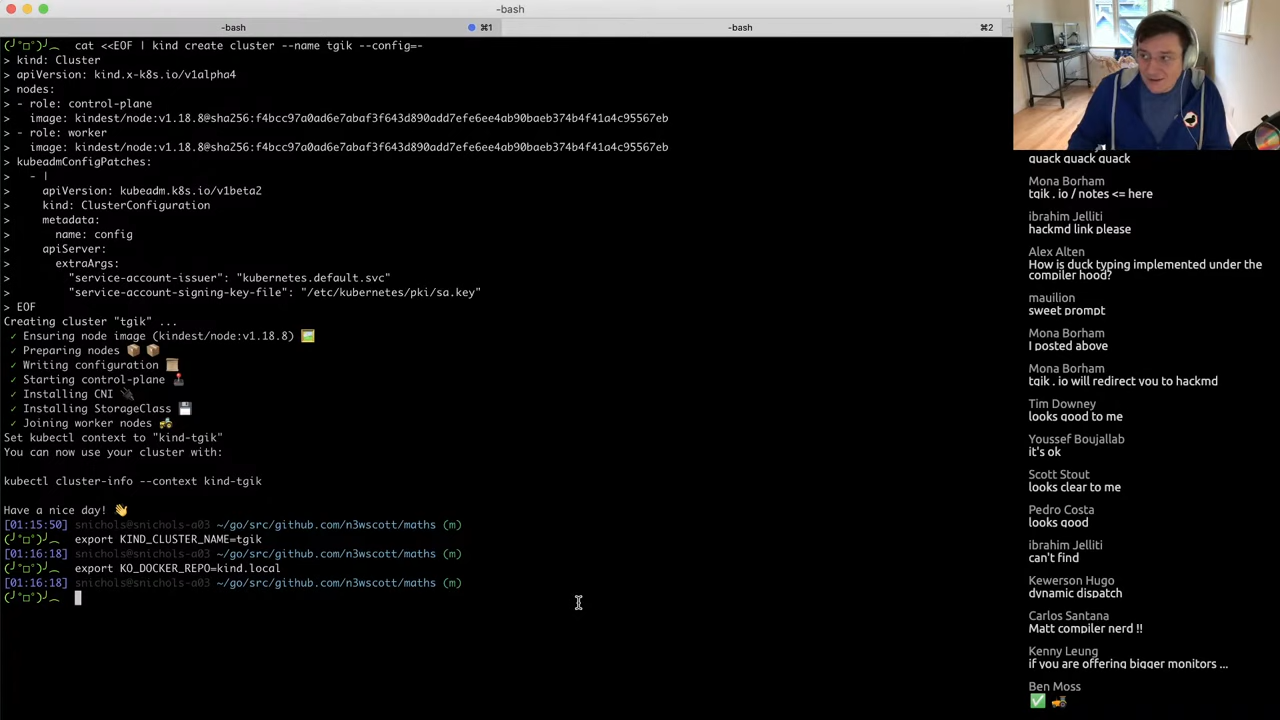 -bash
-bash
⌘1
-bash
⌘2
(╯°□°)╯︵ cat <<EOF | kind create cluster --name tgik --config=-
> kind: Cluster
> apiVersion: kind.x-k8s.io/v1alpha4
> nodes:
> - role: control-plane
>   image: kindest/node:v1.18.8@sha256:f4bcc97a0ad6e7abaf3f643d890add7efe6ee4ab90baeb374b4f41a4c95567eb
> - role: worker
>   image: kindest/node:v1.18.8@sha256:f4bcc97a0ad6e7abaf3f643d890add7efe6ee4ab90baeb374b4f41a4c95567eb
> kubeadmConfigPatches:
>   - |
>     apiVersion: kubeadm.k8s.io/v1beta2
>     kind: ClusterConfiguration
>     metadata:
>       name: config
>     apiServer:
>       extraArgs:
>         "service-account-issuer": "kubernetes.default.svc"
>         "service-account-signing-key-file": "/etc/kubernetes/pki/sa.key"
> EOF
Creating cluster "tgik" ...
✓ Ensuring node image (kindest/node:v1.18.8) 🖼
✓ Preparing nodes 📦 📦
✓ Writing configuration 📜
✓ Starting control-plane 🕹️
✓ Installing CNI 🔌
✓ Installing StorageClass 💾
✓ Joining worker nodes 🚜
Set kubectl context to "kind-tgik"
You can now use your cluster with:
kubectl cluster-info --context kind-tgik
Have a nice day! 👋
[01:15:50] snichols@snichols-a03 ~/go/src/github.com/n3wscott/maths (m)
(╯°□°)╯︵ export KIND_CLUSTER_NAME=tgik
[01:16:18] snichols@snichols-a03 ~/go/src/github.com/n3wscott/maths (m)
(╯°□°)╯︵ export KO_DOCKER_REPO=kind.local
[01:16:18] snichols@snichols-a03 ~/go/src/github.com/n3wscott/maths (m)
(╯°□°)╯︵
quack quack quack
Mona Borham
tgik . io / notes <= here
ibrahim Jelliti
hackmd link please
Alex Alten
How is duck typing implemented under the
compiler hood?
mauilion
sweet prompt
Mona Borham
I posted above
Mona Borham
tgik . io will redirect you to hackmd
Tim Downey
looks good to me
Youssef Boujallab
it's ok
Scott Stout
looks clear to me
Pedro Costa
looks good
ibrahim Jelliti
can't find
Kewerson Hugo
dynamic dispatch
Carlos Santana
Matt compiler nerd !!
Kenny Leung
if you are offering bigger monitors ...
Ben Moss
✅ 🚜